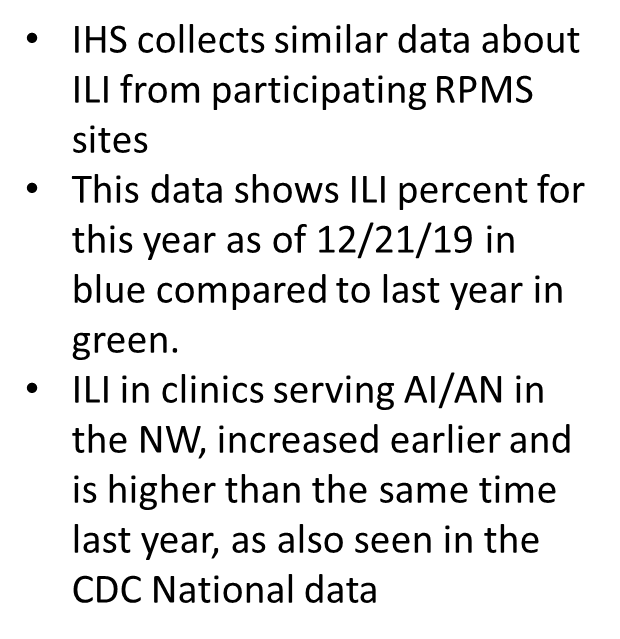 • IHS collects similar data about
ILI from participating RPMS
sites
• This data shows ILI percent for
this year as of 12/21/19 in
blue compared to last year in
green.
• ILI in clinics serving AI/AN in
the NW, increased earlier and
is higher than the same time
last year, as also seen in the
CDC National data